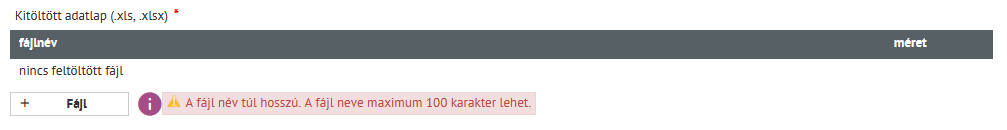 Kitöltött adatlap (.xls, .xlsx) *
fájlnév méret
nincs feltöltött fájl
+ Fájl i A fájl név túl hosszú. A fájl neve maximum 100 karakter lehet.